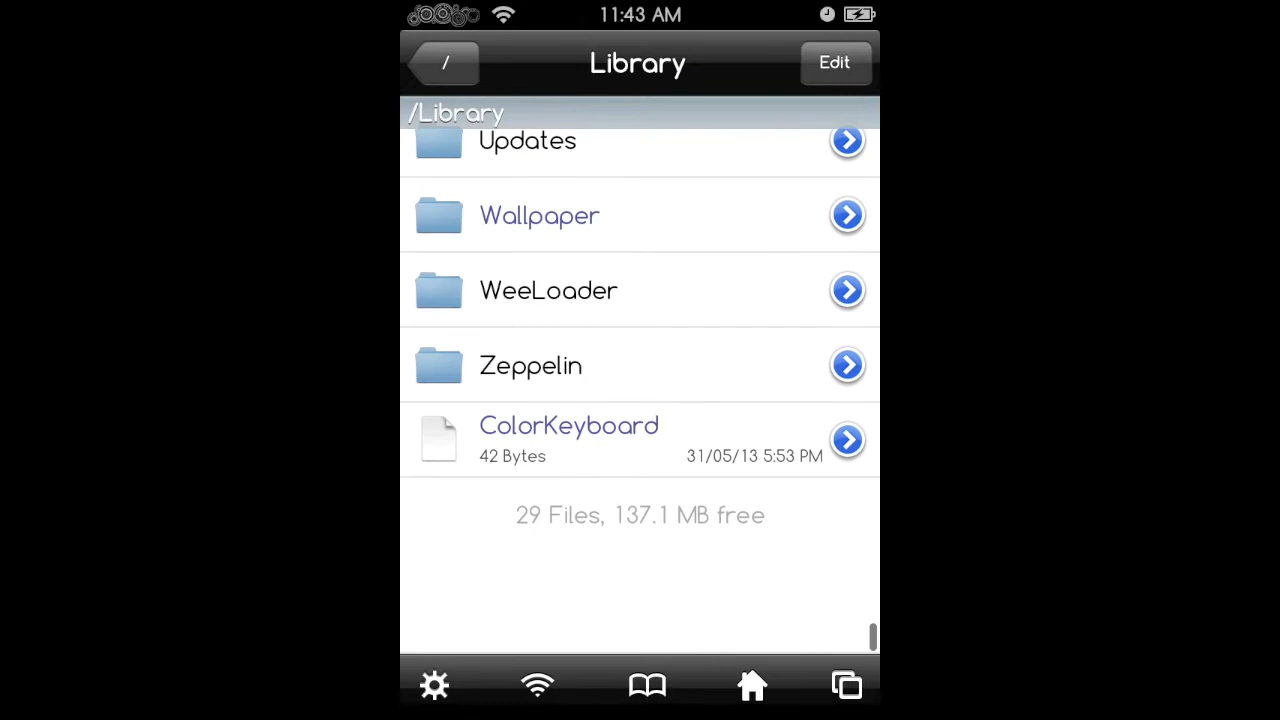 11:43 AM
/
Library
Edit
/Library
Updates
Wallpaper
WeeLoader
Zeppelin
ColorKeyboard
42 Bytes 31/05/13 5:53 PM
29 Files, 137.1 MB free